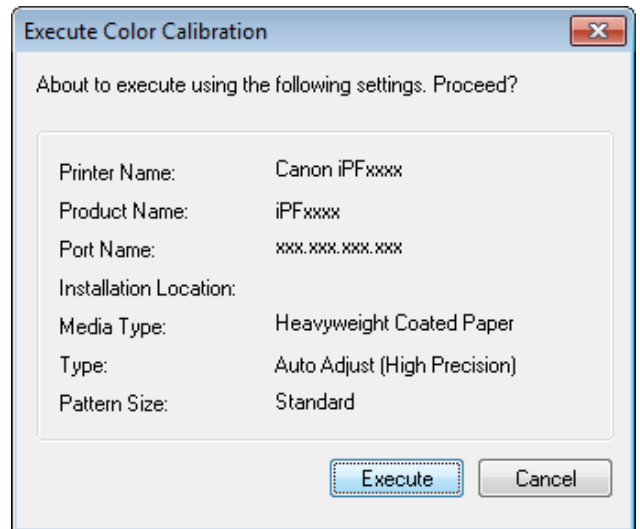 Execute Color Calibration
About to execute using the following settings. Proceed?
Printer Name: Canon iPFxxxx
Product Name: iPFxxxx
Port Name: xxx.xxx.xxx.xxx
Installation Location:
Media Type: Heavyweight Coated Paper
Type: Auto Adjust (High Precision)
Pattern Size: Standard
Execute Cancel